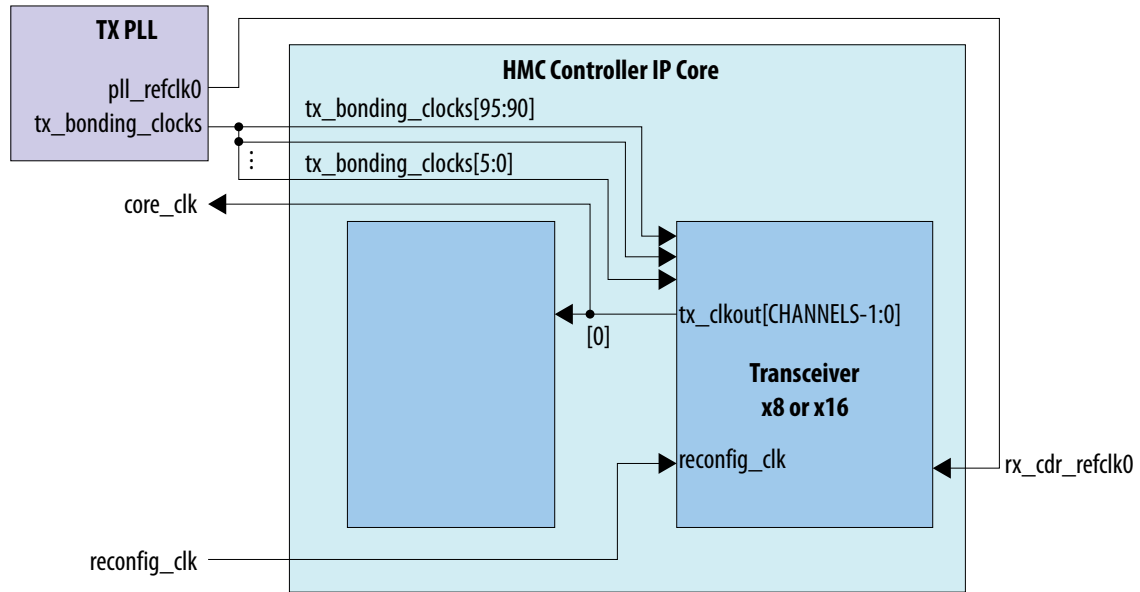 TX PLL
pll_refclk0
tx_bonding_clocks
HMC Controller IP Core
tx_bonding_clocks[95:90]
tx_bonding_clocks[5:0]
core_clk
tx_clkout[CHANNELS-1:0]
[0]
Transceiver
x8 or x16
reconfig_clk
rx_cdr_refclk0
reconfig_clk